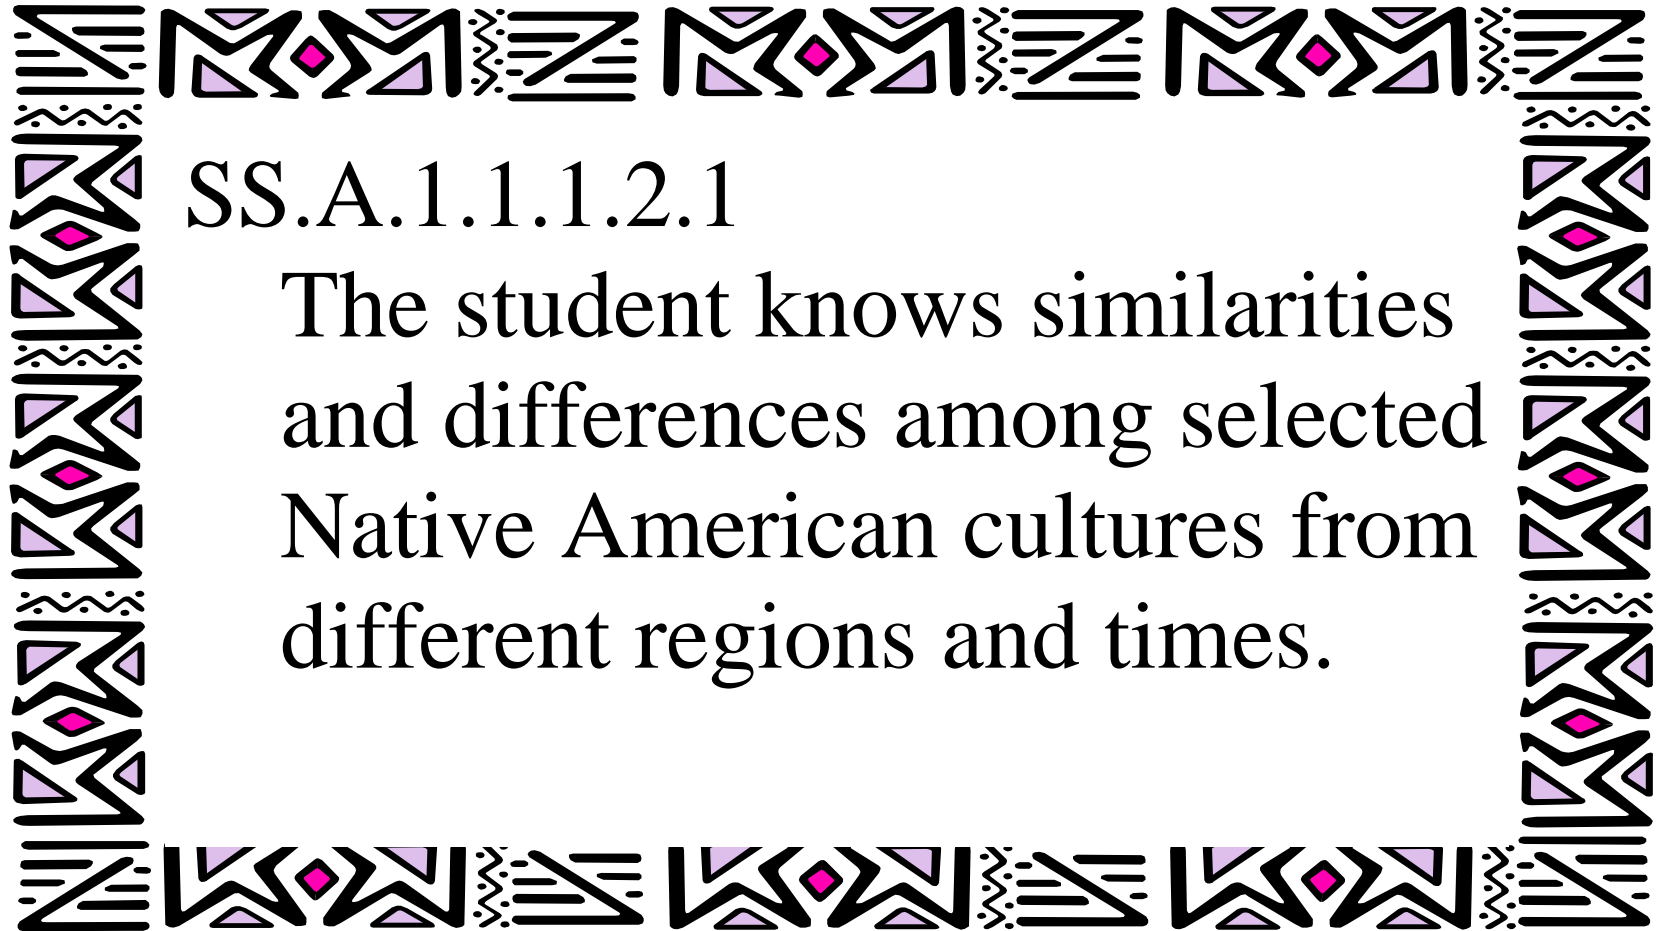 SS.A.1.1.1.2.1
The student knows similarities
and differences among selected
Native American cultures from
different regions and times.